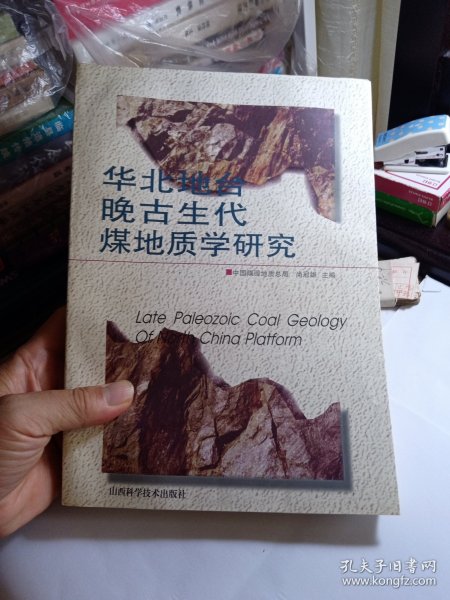 华北地台
晚古生代
煤地质学研究
■中国煤田地质总局 尚冠雄 主编
Late Paleozoic Coal Geology
Of North China Platform
山西科学技术出版社
孔夫子旧书网
www.kongfz.com